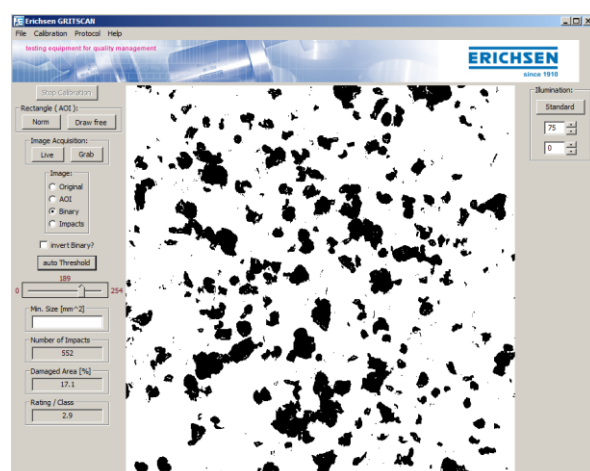 Erichsen GRITSCAN
File Calibration Protocol Help
testing equipment for quality management
ERICHSEN
since 1910
Stop Calibration
Rectangle ( AOI ):
Norm Draw free
Image Acquisition:
Live Grab
Image:
Original
AOI
Binary
Impacts
invert Binary?
auto Threshold
189
0 254
Min. Size [mm^2]
Number of Impacts
552
Damaged Area [%]
17.1
Rating / Class
2.9
Illumination:
Standard
75
0